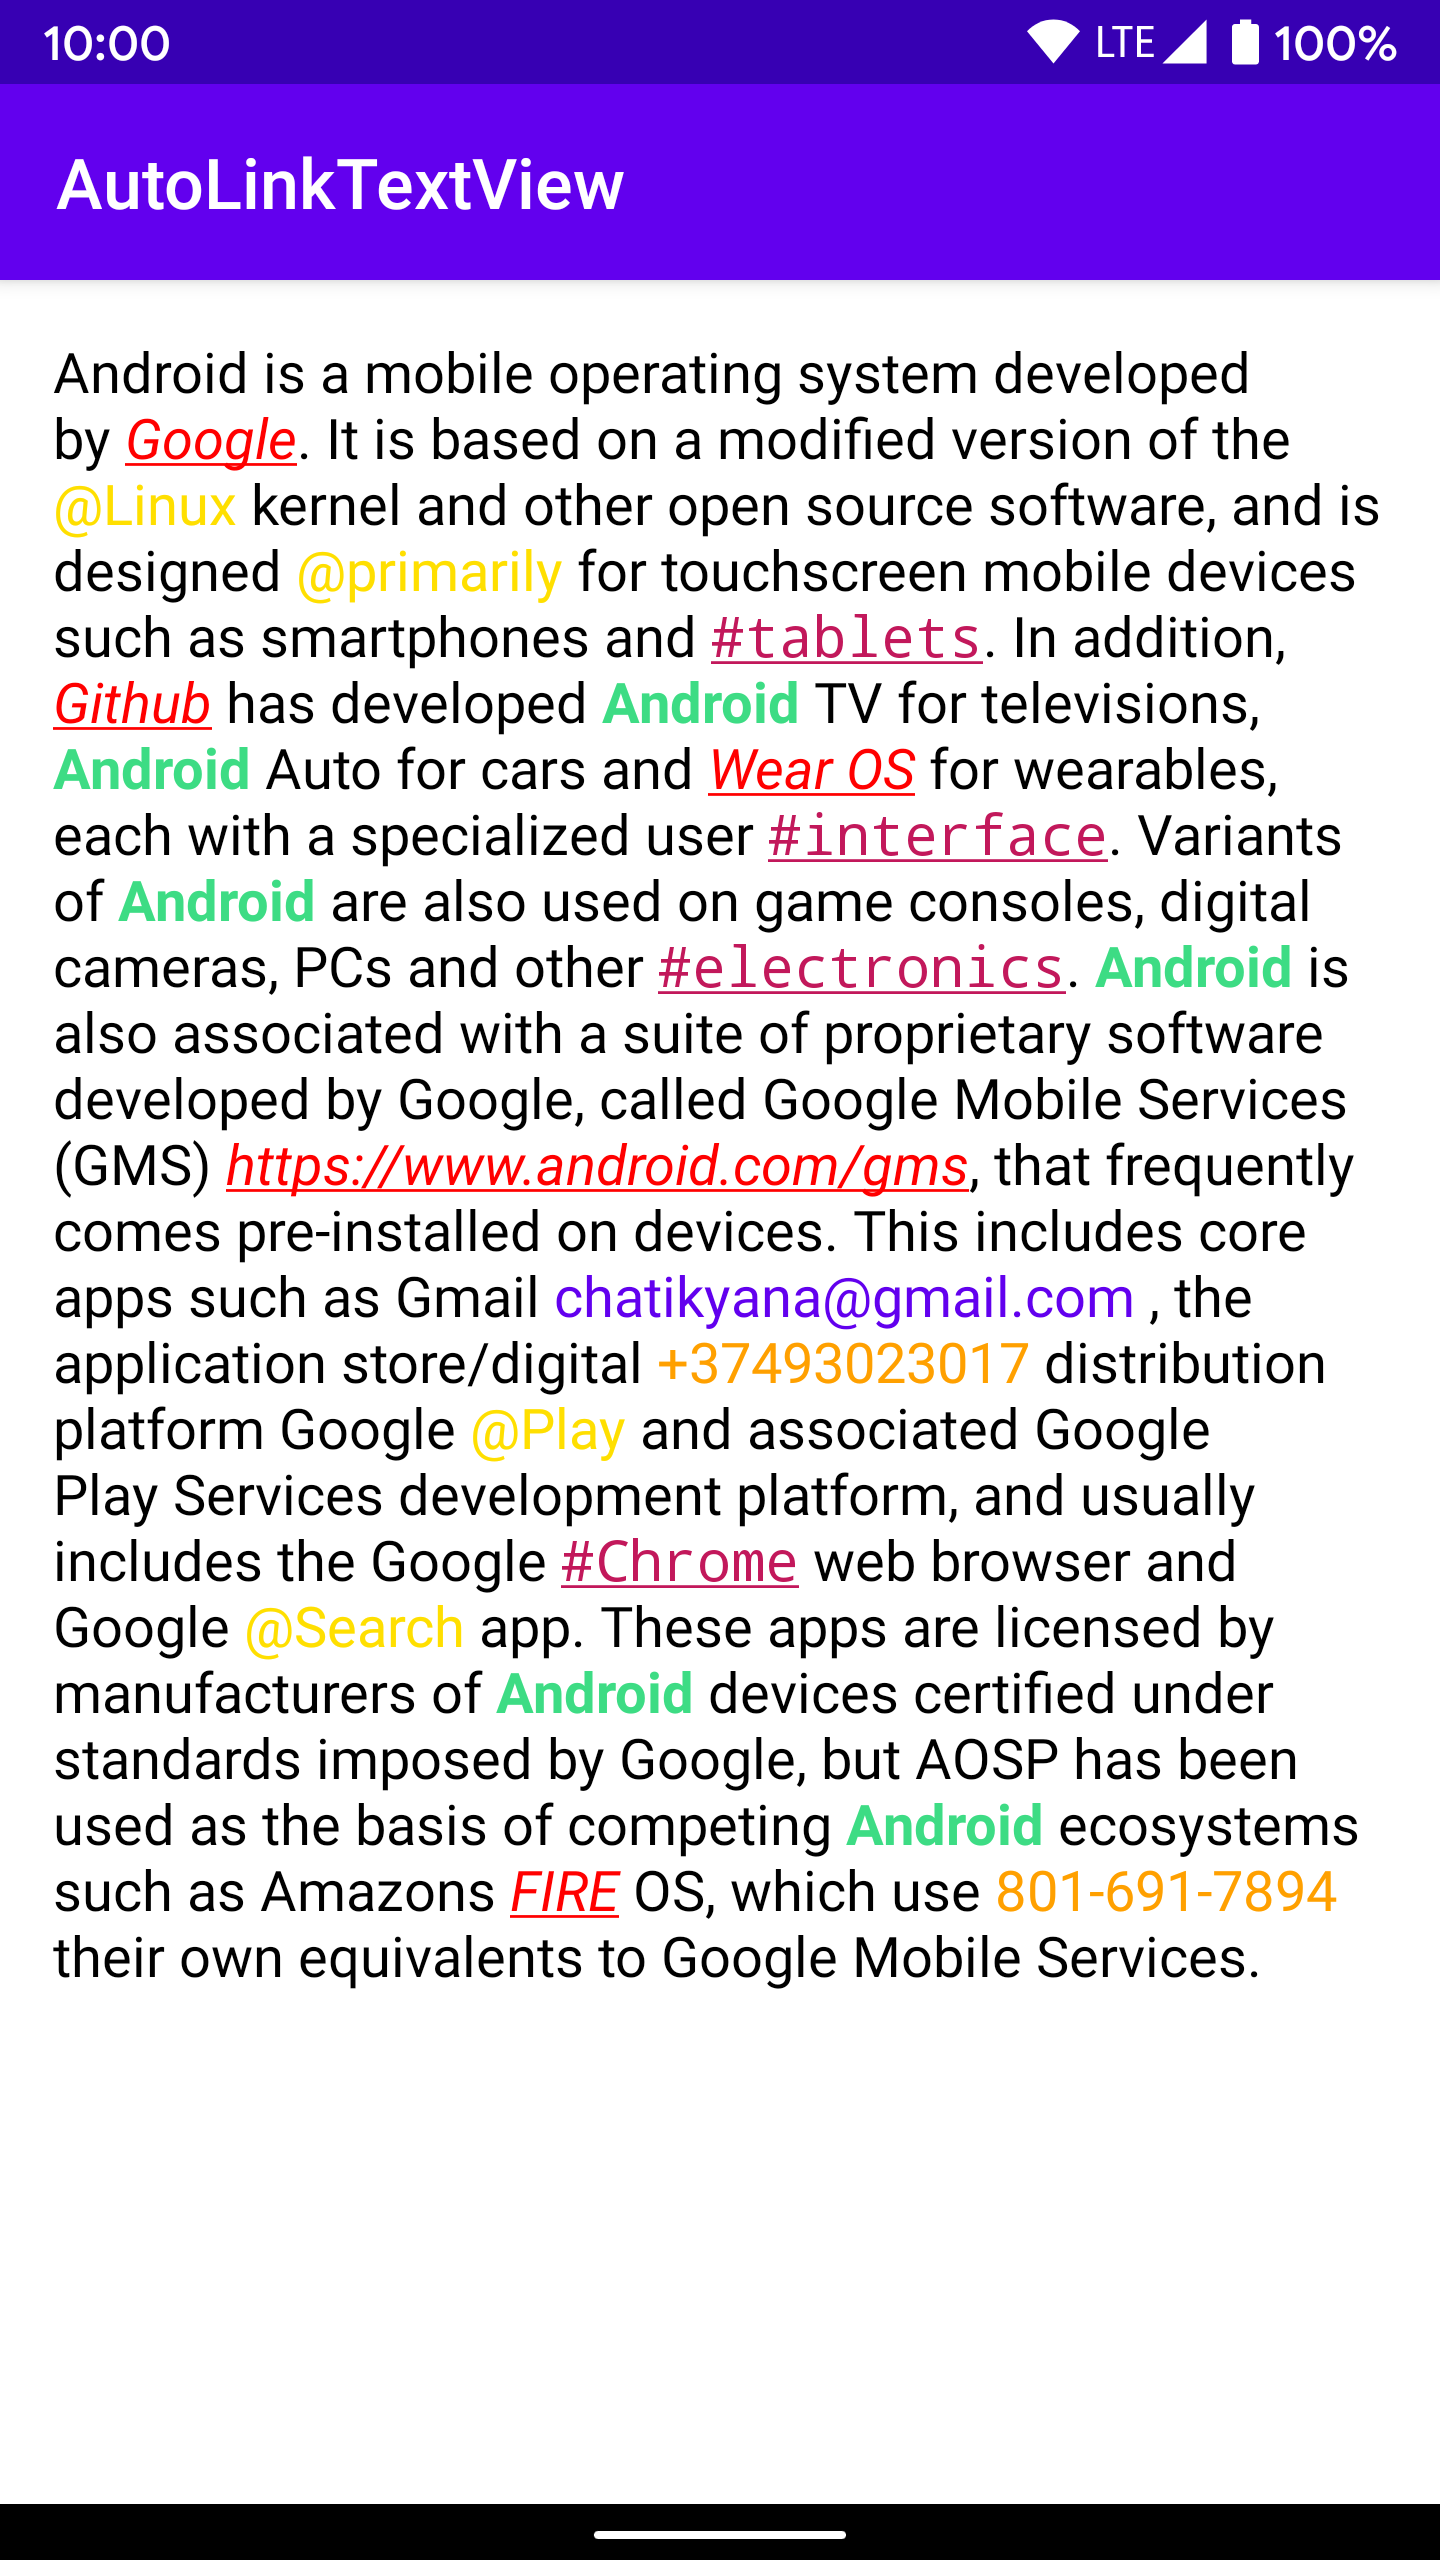 10:00 LTE 100%
AutoLinkTextView
Android is a mobile operating system developed
by Google. It is based on a modified version of the
@Linux kernel and other open source software, and is
designed @primarily for touchscreen mobile devices
such as smartphones and #tablets. In addition,
Github has developed Android TV for televisions,
Android Auto for cars and Wear OS for wearables,
each with a specialized user #interface. Variants
of Android are also used on game consoles, digital
cameras, PCs and other #electronics. Android is
also associated with a suite of proprietary software
developed by Google, called Google Mobile Services
(GMS) https://www.android.com/gms, that frequently
comes pre-installed on devices. This includes core
apps such as Gmail chatikyana@gmail.com , the
application store/digital +37493023017 distribution
platform Google @Play and associated Google
Play Services development platform, and usually
includes the Google #Chrome web browser and
Google @Search app. These apps are licensed by
manufacturers of Android devices certified under
standards imposed by Google, but AOSP has been
used as the basis of competing Android ecosystems
such as Amazons FIRE OS, which use 801-691-7894
their own equivalents to Google Mobile Services.